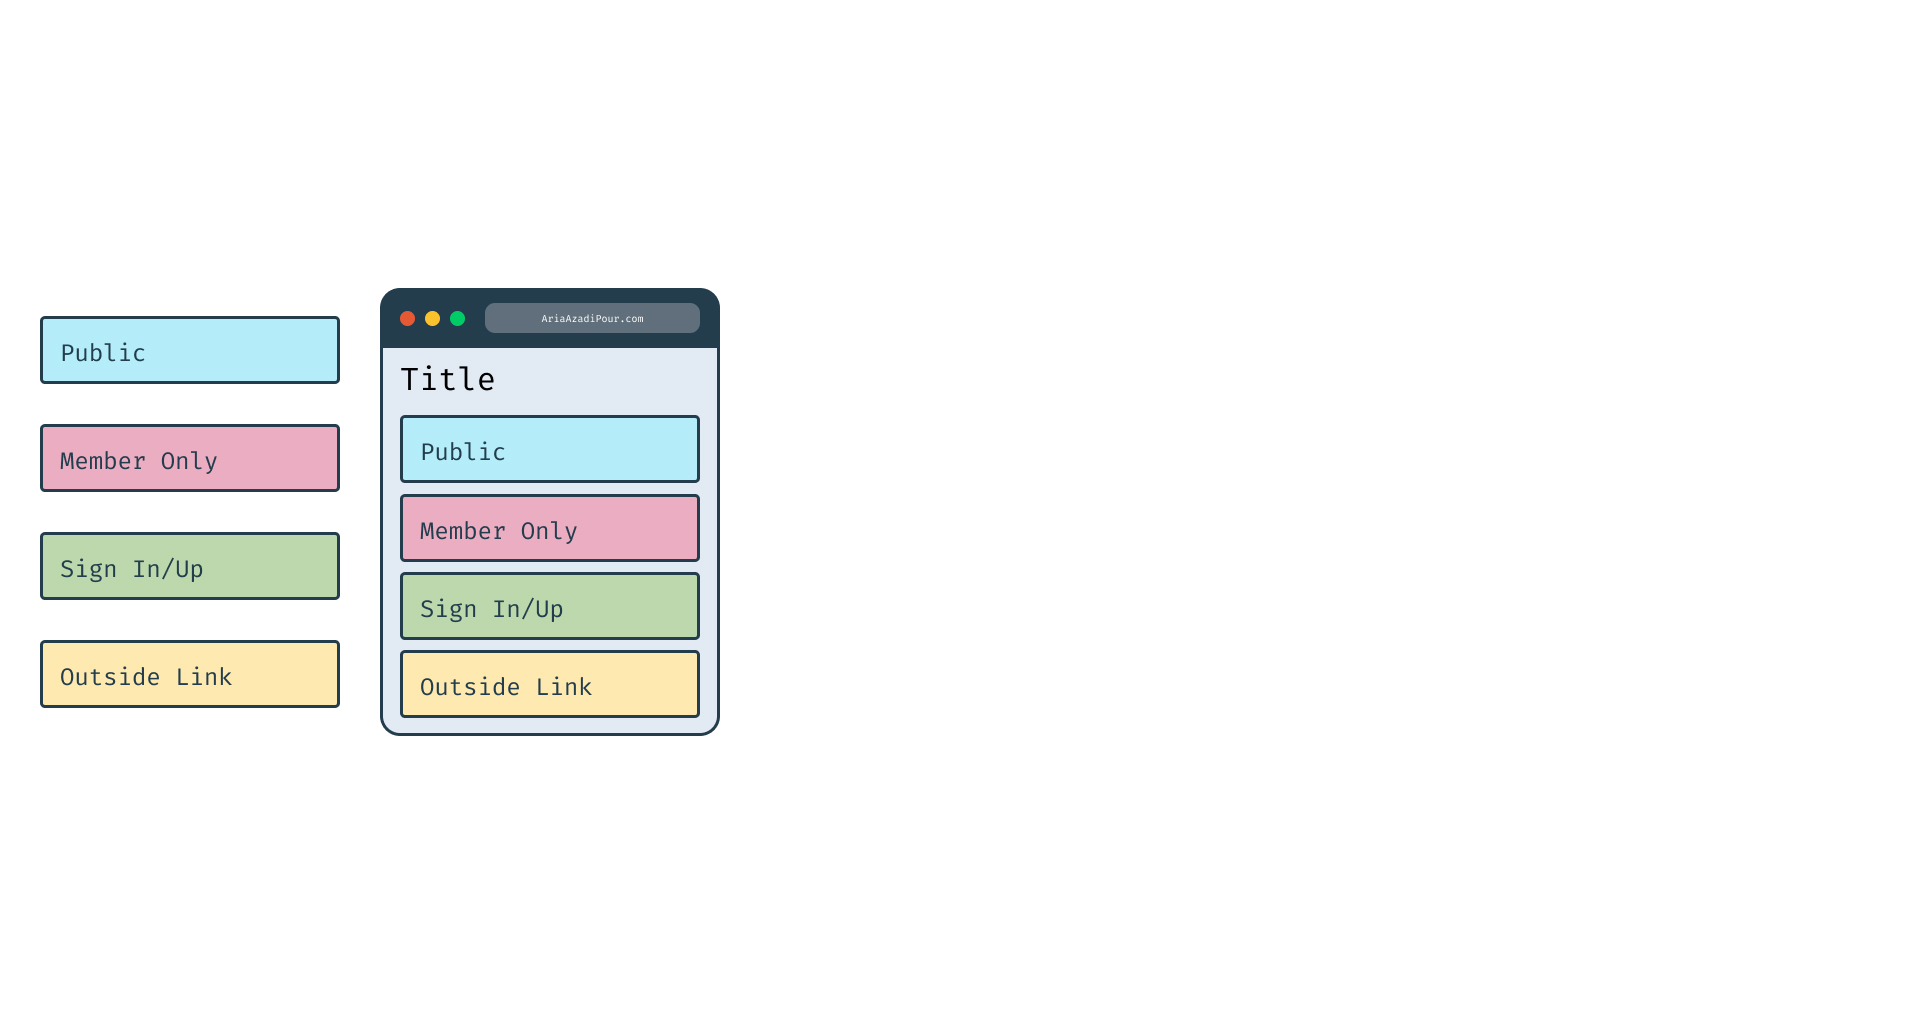 Public
Member Only
Sign In/Up
Outside Link
AriaAzadiPour.com
Title
Public
Member Only
Sign In/Up
Outside Link